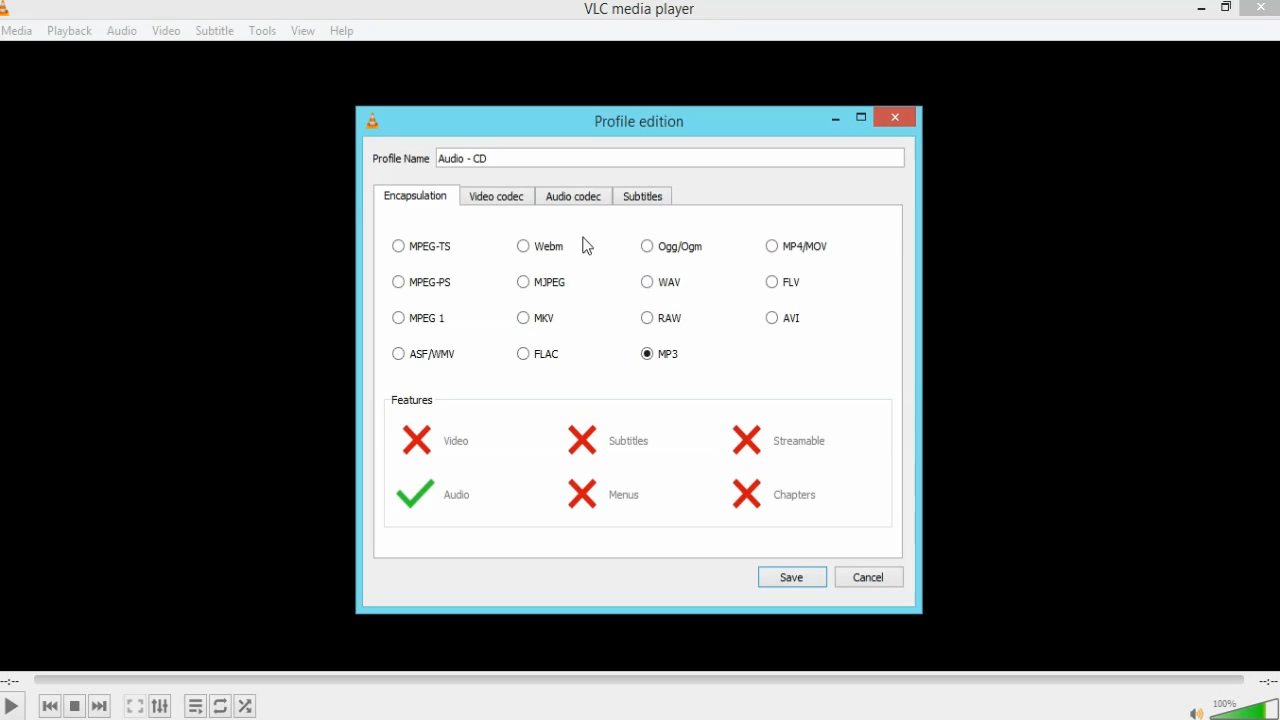 VLC media player
Media Playback Audio Video Subtitle Tools View Help
Profile edition
Profile Name Audio - CD
Encapsulation Video codec Audio codec Subtitles
MPEG-TS Webm Ogg/Ogm MP4/MOV
MPEG-PS MJPEG WAV FLV
MPEG 1 MKV RAW AVI
ASF/WMV FLAC MP3
Features
Video Subtitles Streamable
Audio Menus Chapters
Save Cancel
--:-- --:--
100%